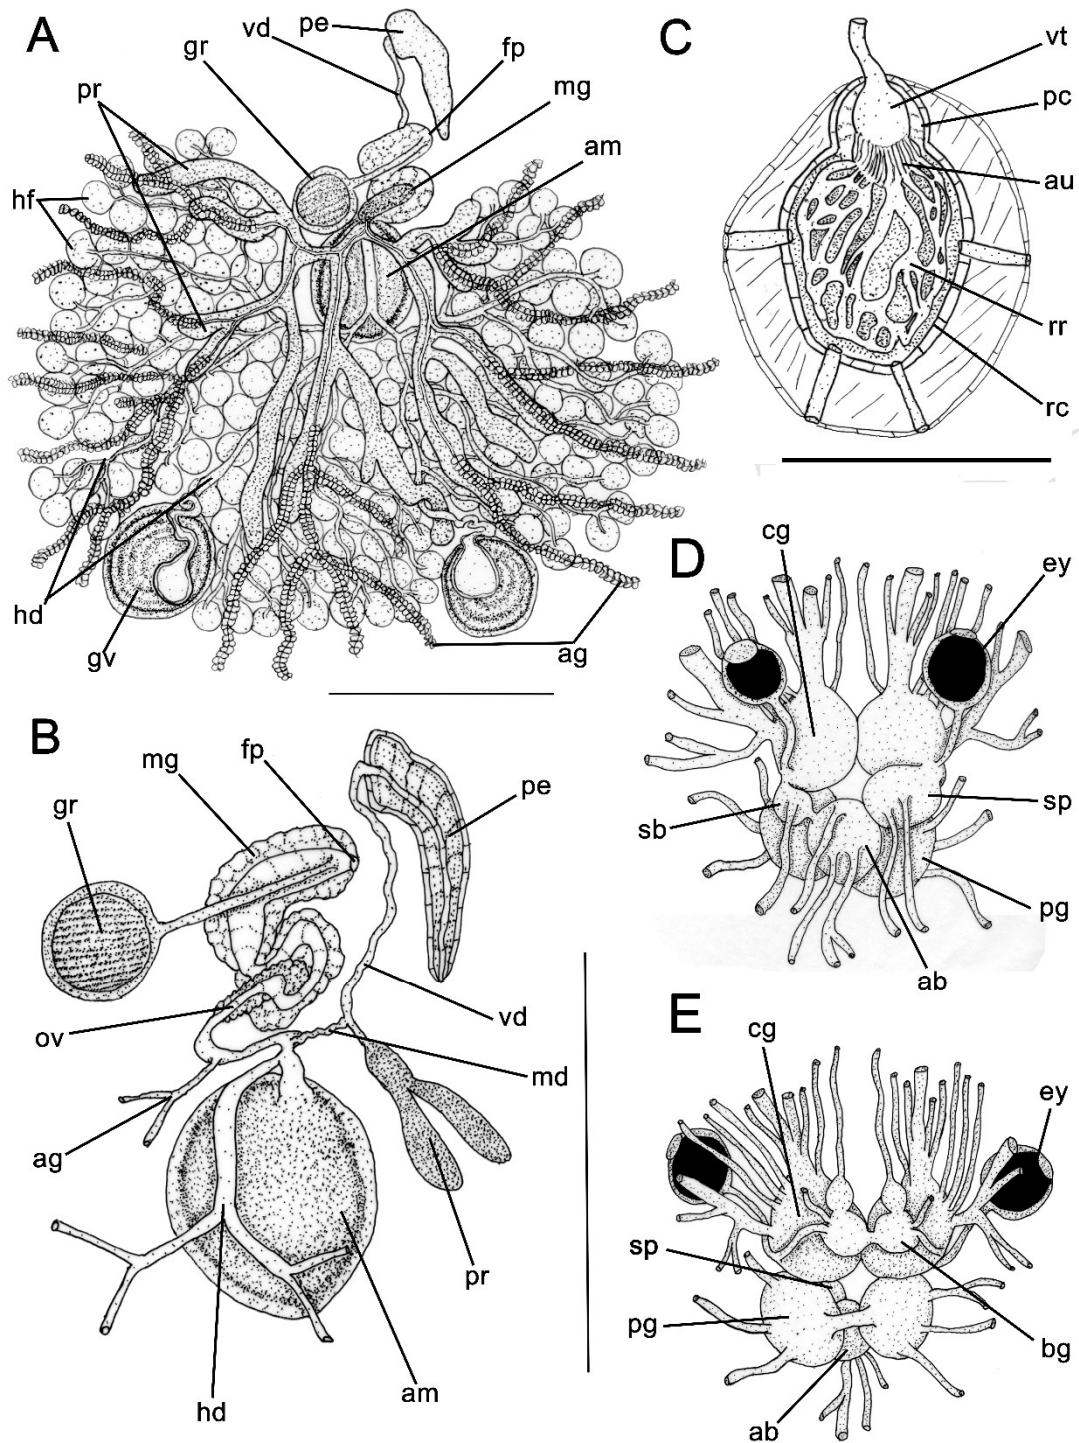 A
vd
pe
gr
fp
pr
mg
am
hf
hd
gv
ag
C
vt
pc
au
rr
rc
B
mg
fp
gr
pe
ov
vd
md
ag
pr
hd
am
D
cg
ey
sb
sp
pg
ab
E
cg
ey
sp
pg
bg
ab